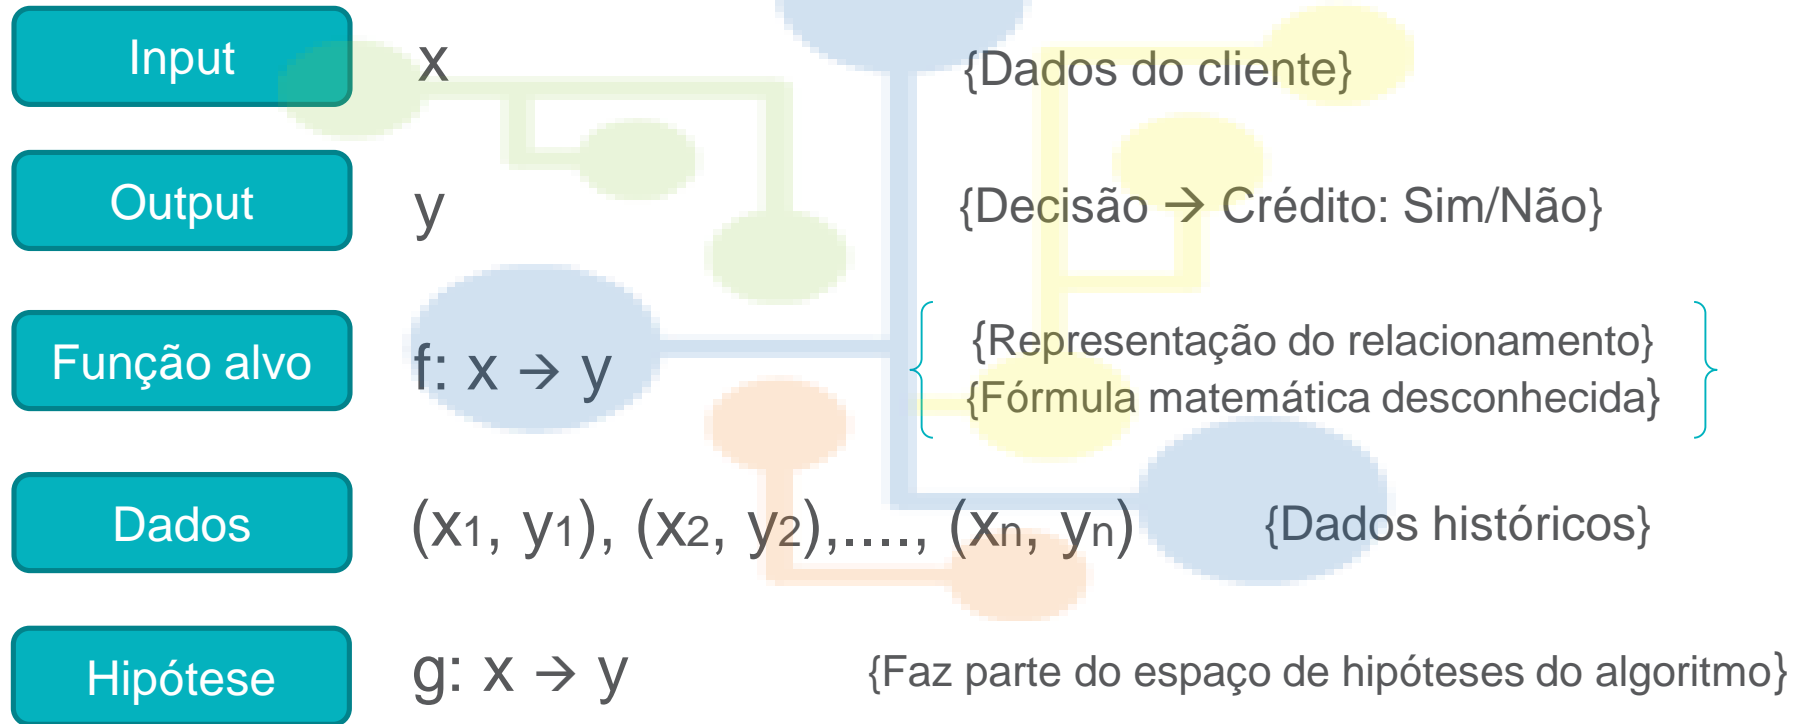 Input x {Dados do cliente}
Output y {Decisão → Crédito: Sim/Não}
Função alvo f: x → y {Representação do relacionamento}
{Fórmula matemática desconhecida}
Dados (x1, y1), (x2, y2),...., (xn, yn) {Dados históricos}
Hipótese g: x → y {Faz parte do espaço de hipóteses do algoritmo}